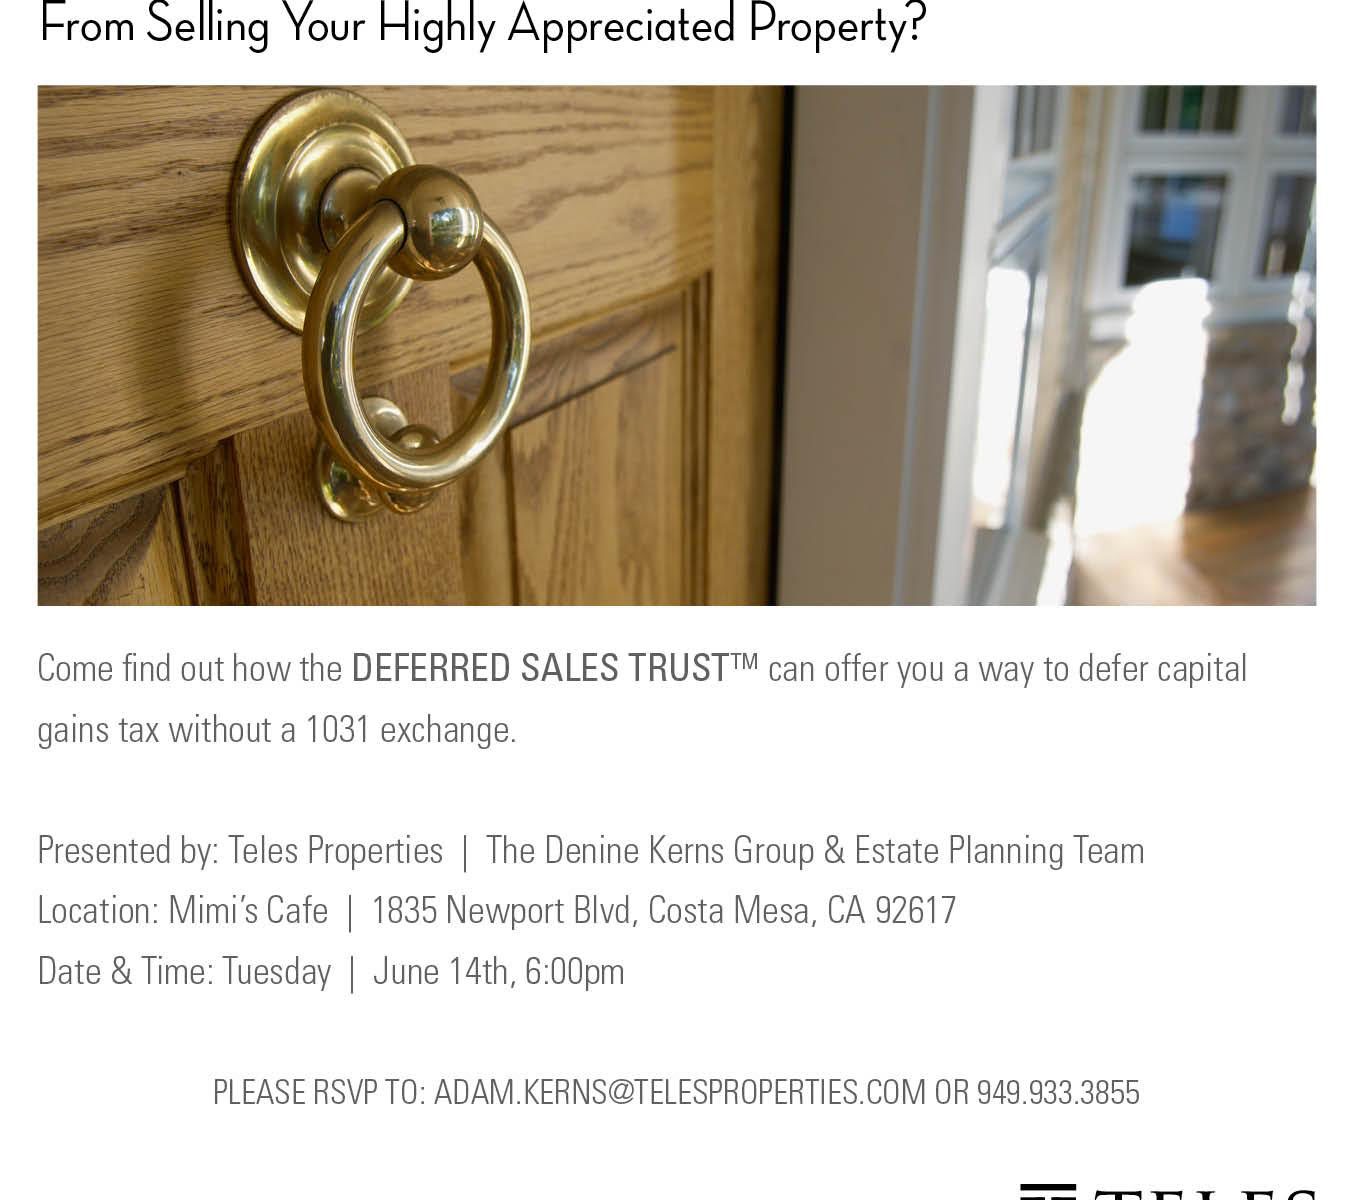 From Selling Your Highly Appreciated Property?
Come find out how the DEFERRED SALES TRUST™ can offer you a way to defer capital
gains tax without a 1031 exchange.
Presented by: Teles Properties | The Denine Kerns Group & Estate Planning Team
Location: Mimi’s Cafe | 1835 Newport Blvd, Costa Mesa, CA 92617
Date & Time: Tuesday | June 14th, 6:00pm
PLEASE RSVP TO: ADAM.KERNS@TELESPROPERTIES.COM OR 949.933.3855
TELES